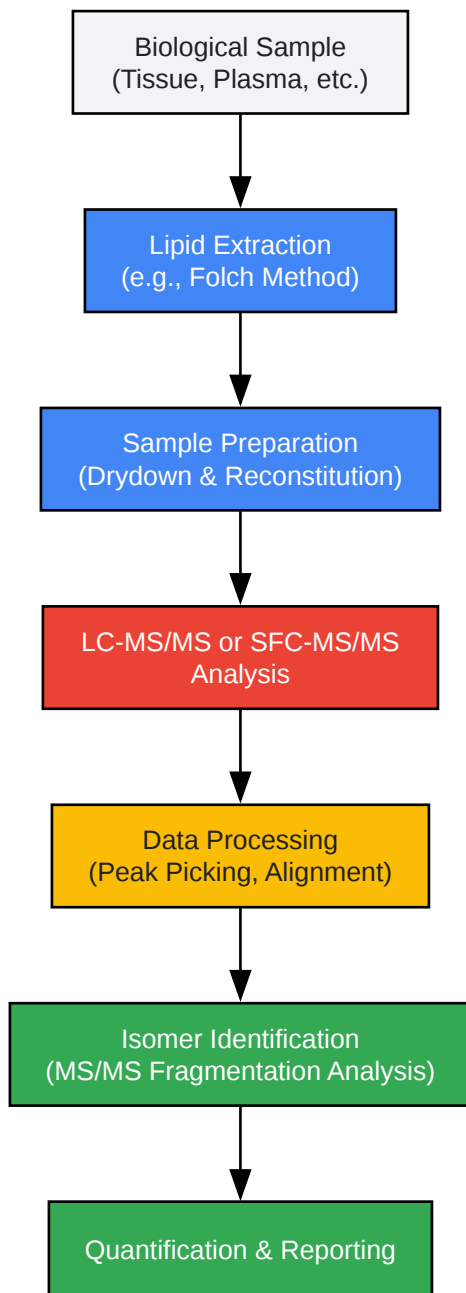 Biological Sample
(Tissue, Plasma, etc.)
Lipid Extraction
(e.g., Folch Method)
Sample Preparation
(Drydown & Reconstitution)
LC-MS/MS or SFC-MS/MS
Analysis
Data Processing
(Peak Picking, Alignment)
Isomer Identification
(MS/MS Fragmentation Analysis)
Quantification & Reporting